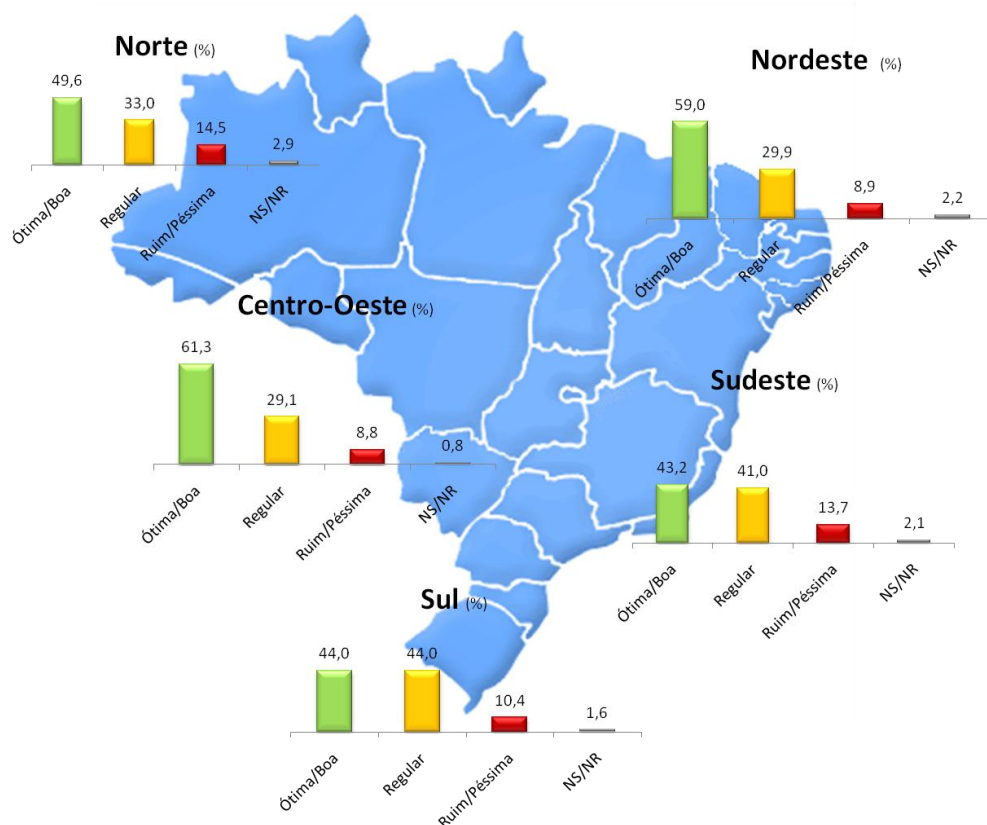 Norte (%)
49,6
33,0
14,5
2,9
Ótima/Boa
Regular
Ruim/Péssima
NS/NR
Nordeste (%)
59,0
29,9
8,9
2,2
Ótima/Boa
Regular
Ruim/Péssima
NS/NR
Centro-Oeste (%)
61,3
29,1
8,8
0,8
Ótima/Boa
Regular
Ruim/Péssima
NS/NR
Sudeste (%)
43,2
41,0
13,7
2,1
Ótima/Boa
Regular
Ruim/Péssima
NS/NR
Sul (%)
44,0
44,0
10,4
1,6
Ótima/Boa
Regular
Ruim/Péssima
NS/NR